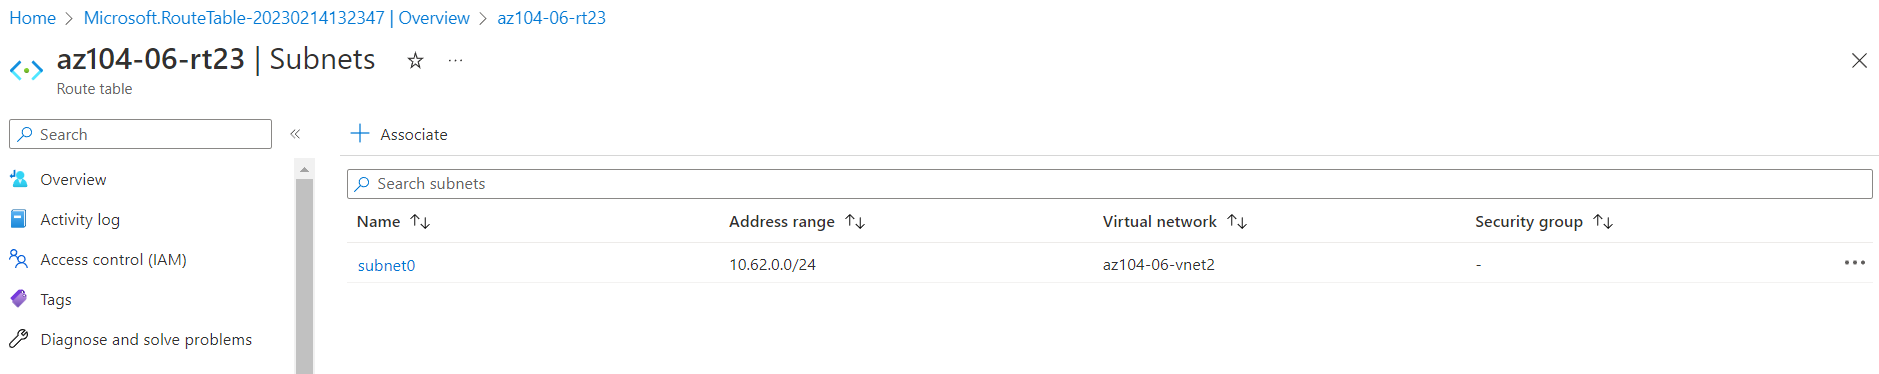 Home > Microsoft.RouteTable-20230214132347 | Overview > az104-06-rt23
az104-06-rt23 | Subnets ☆ ...
Route table
Search «
Overview
Activity log
Access control (IAM)
Tags
Diagnose and solve problems
+ Associate
Search subnets
Name ↑↓ Address range ↑↓ Virtual network ↑↓ Security group ↑↓
subnet0 10.62.0.0/24 az104-06-vnet2 - ...